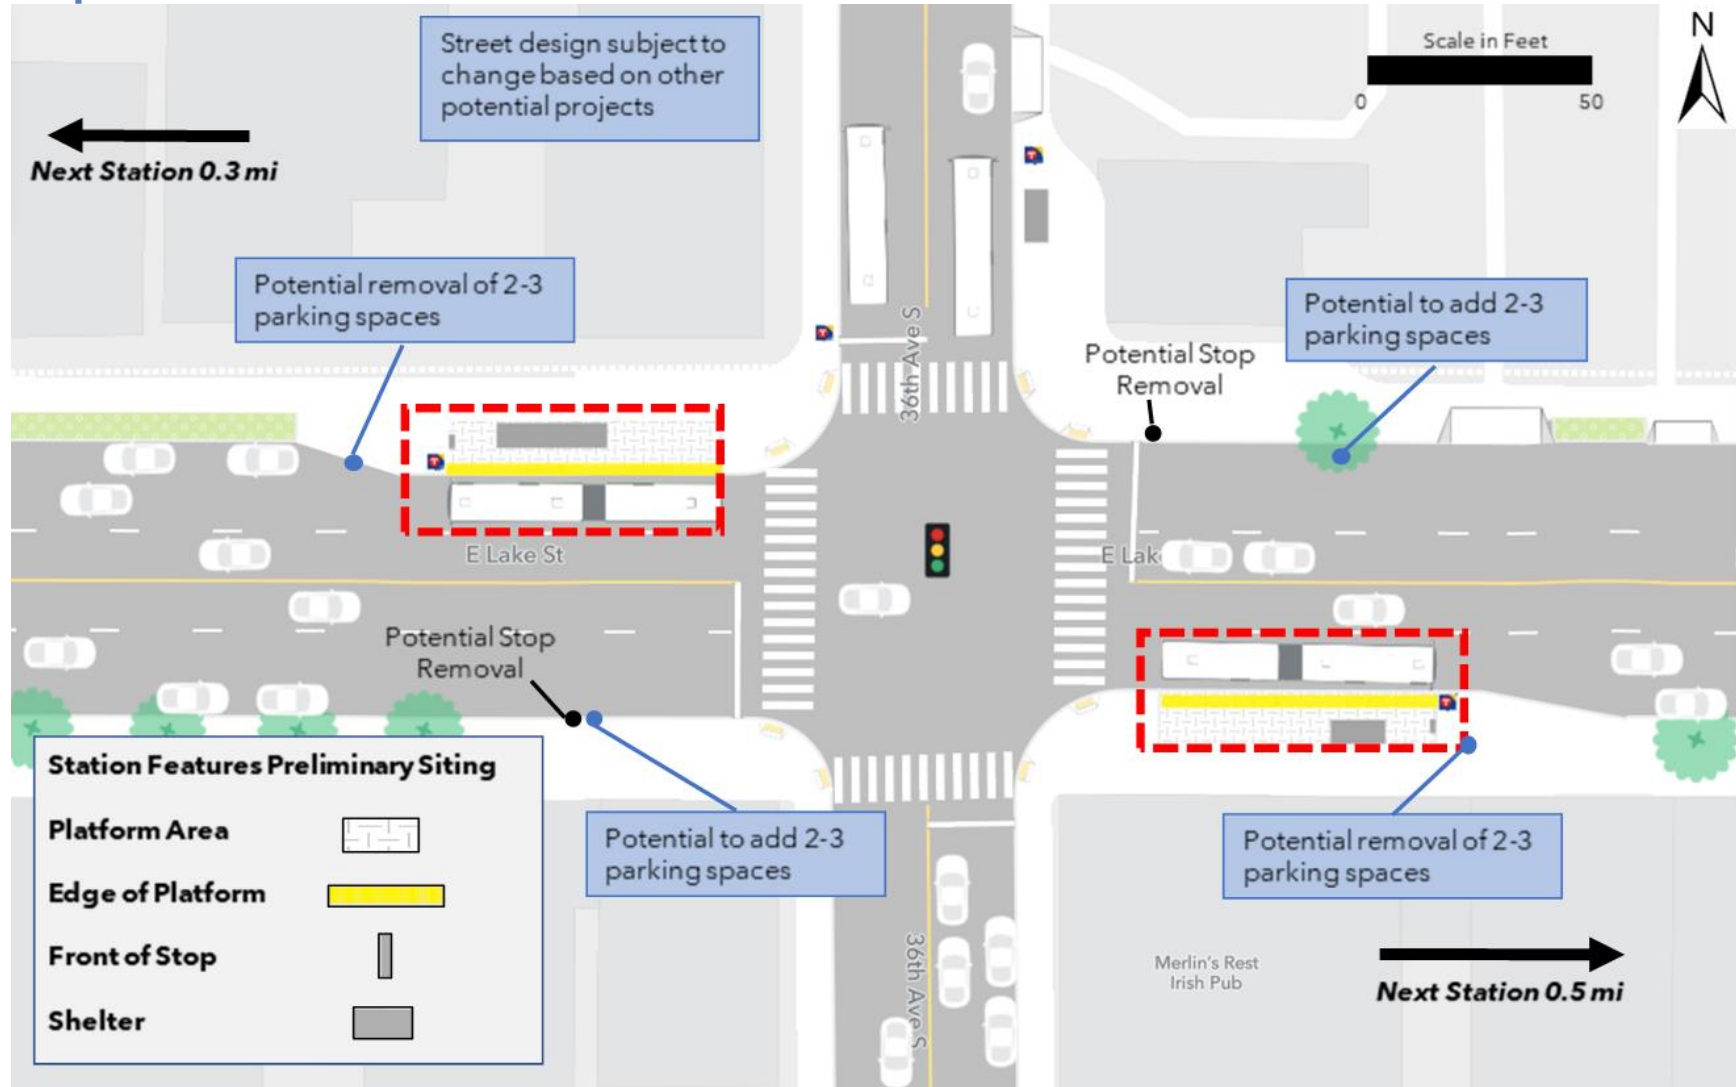 Street design subject to
change based on other
potential projects
Scale in Feet
0
50
N
Next Station 0.3 mi
Potential removal of 2-3
parking spaces
Potential to add 2-3
parking spaces
Potential Stop
Removal
36th Ave S
E Lake St
E Lak
Potential Stop
Removal
Station Features Preliminary Siting
Platform Area
Edge of Platform
Front of Stop
Shelter
Potential to add 2-3
parking spaces
Potential removal of 2-3
parking spaces
36th Ave S
Merlin's Rest
Irish Pub
Next Station 0.5 mi